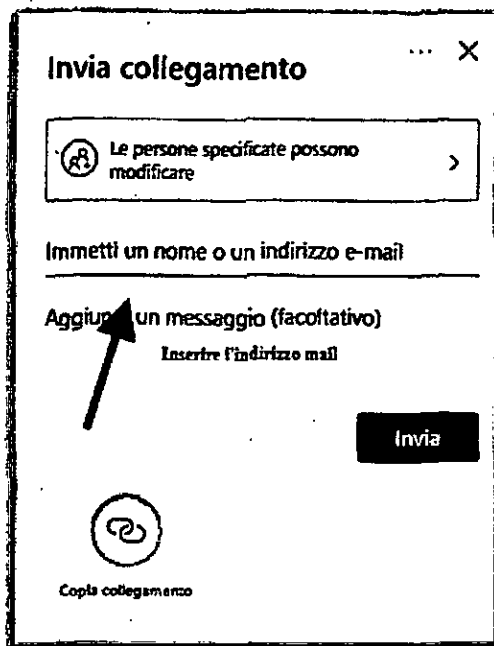 Invia collegamento
Le persone specificate possono
modificare
Immetti un nome o un indirizzo e-mail
Aggiungi un messaggio (facoltativo)
Inserire l'indirizzo mail
Invia
Copia collegamento